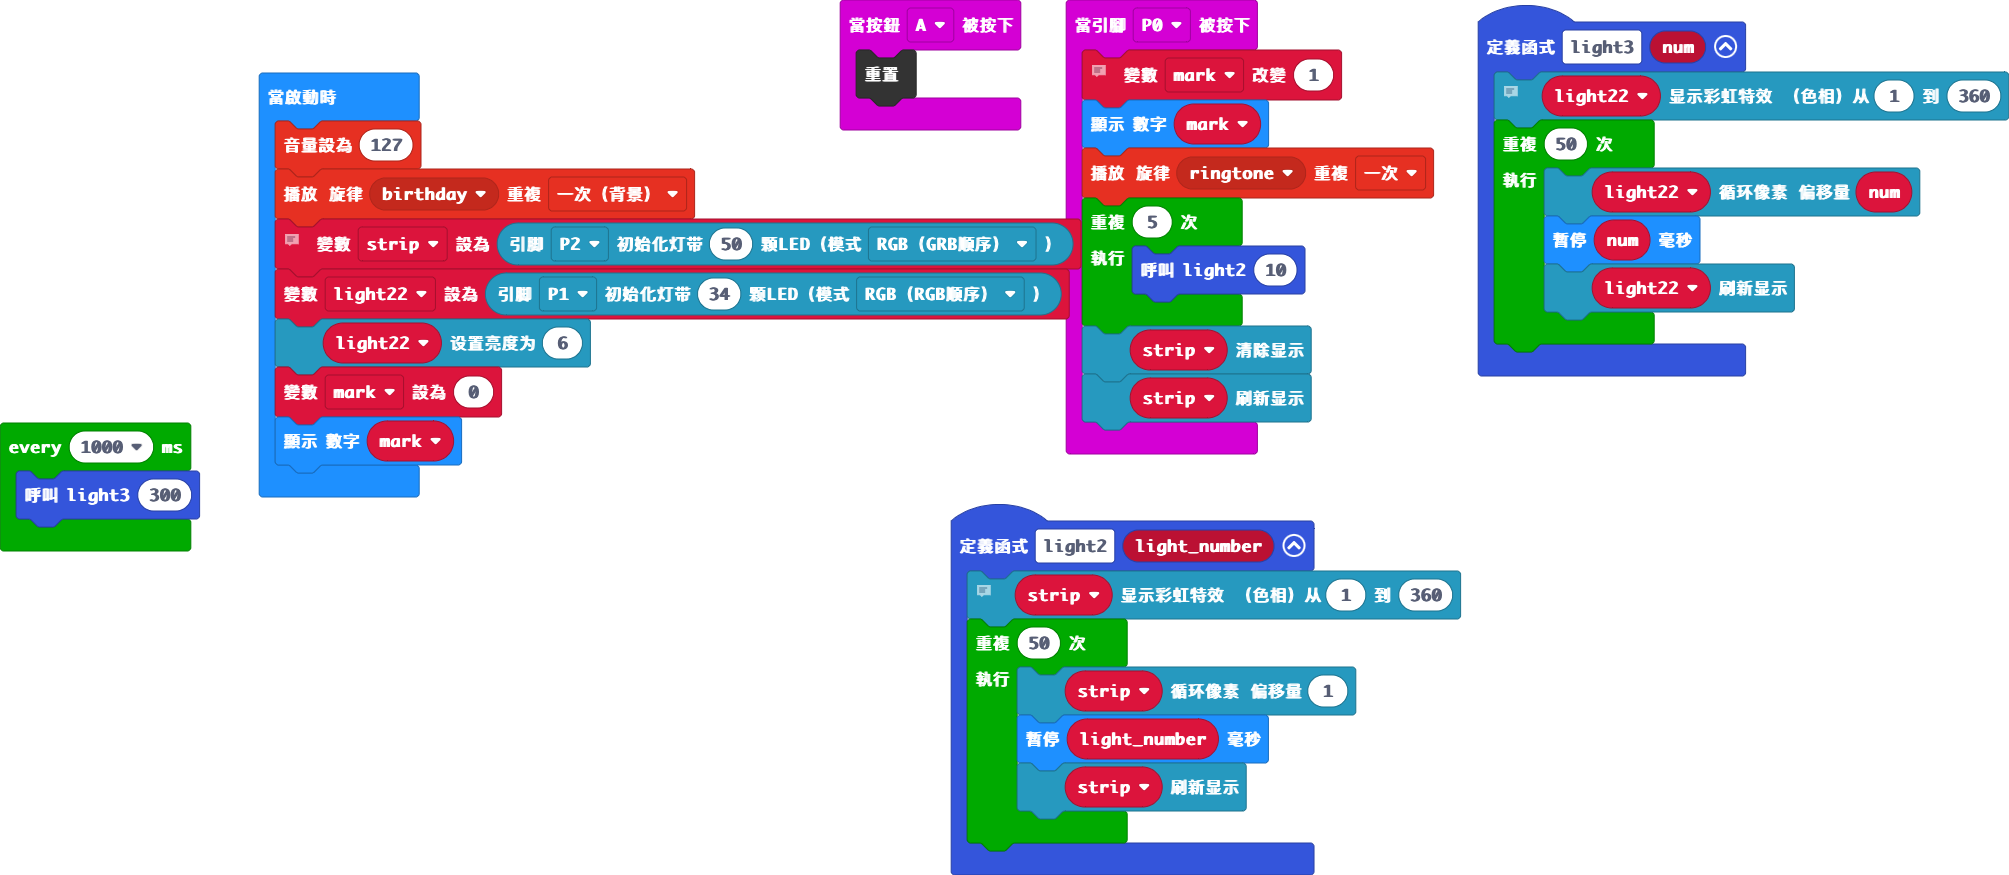 當按鈕 A 被按下
重置
當引腳 P0 被按下
變數 mark 改變 1
顯示 數字 mark
播放 旋律 ringtone 重複 一次
重複 5 次
執行
呼叫 light2 10
strip 清除显示
strip 刷新显示
定義函式 light3 num
light22 显示彩虹特效 （色相）从 1 到 360
重複 50 次
執行
light22 循环像素 偏移量 num
暫停 num 毫秒
light22 刷新显示
當啟動時
音量設為 127
播放 旋律 birthday 重複 一次（背景）
變數 strip 設為 引脚 P2 初始化灯带 50 颗LED（模式 RGB（GRB顺序） ）
變數 light22 設為 引脚 P1 初始化灯带 34 颗LED（模式 RGB（RGB顺序） ）
light22 设置亮度为 6
變數 mark 設為 0
顯示 數字 mark
every 1000 ms
呼叫 light3 300
定義函式 light2 light_number
strip 显示彩虹特效 （色相）从 1 到 360
重複 50 次
執行
strip 循环像素 偏移量 1
暫停 light_number 毫秒
strip 刷新显示